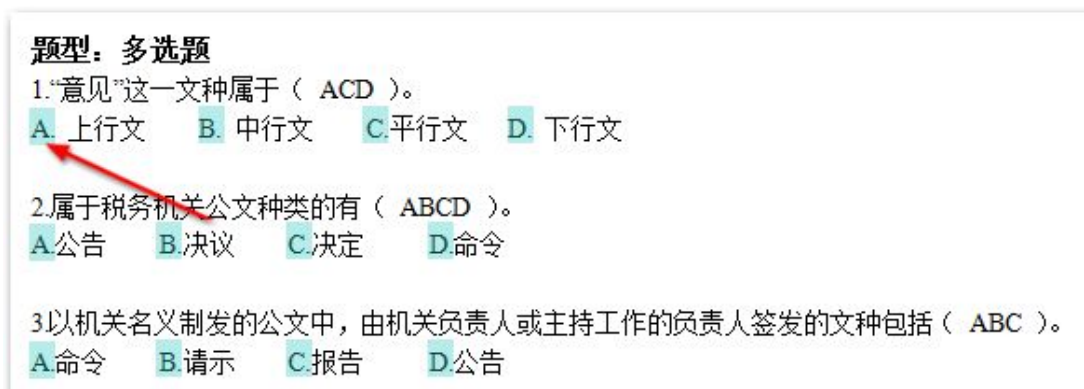 题型：多选题
1.“意见”这一文种属于（ ACD ）。
A. 上行文 B. 中行文 C.平行文 D. 下行文
2.属于税务机关公文种类的有（ ABCD ）。
A.公告 B.决议 C.决定 D.命令
3.以机关名义制发的公文中，由机关负责人或主持工作的负责人签发的文种包括（ ABC ）。
A.命令 B.请示 C.报告 D.公告